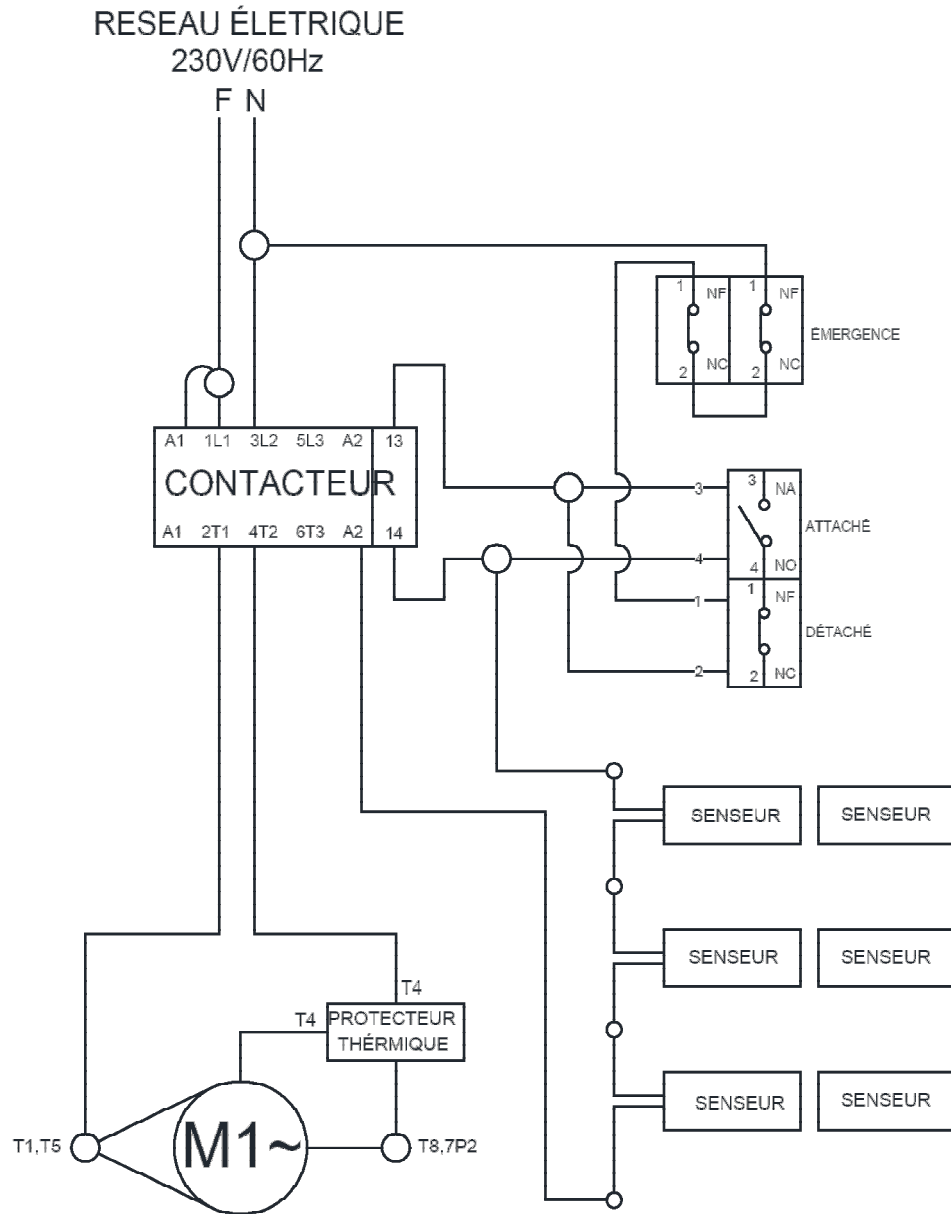 RESEAU ÉLETRIQUE
230V/60Hz
F N
1 NF 1 NF
ÉMERGENCE
2 NC 2 NC
A1 1L1 3L2 5L3 A2 13
CONTACTEUR
A1 2T1 4T2 6T3 A2 14
3
3 NA
ATTACHÉ
4
4 NO
1
1 NF
DÉTACHÉ
2
2 NC
SENSEUR SENSEUR
SENSEUR SENSEUR
SENSEUR SENSEUR
T4
T4
PROTECTEUR
THÉRMIQUE
T1,T5
M1~
T8,7P2